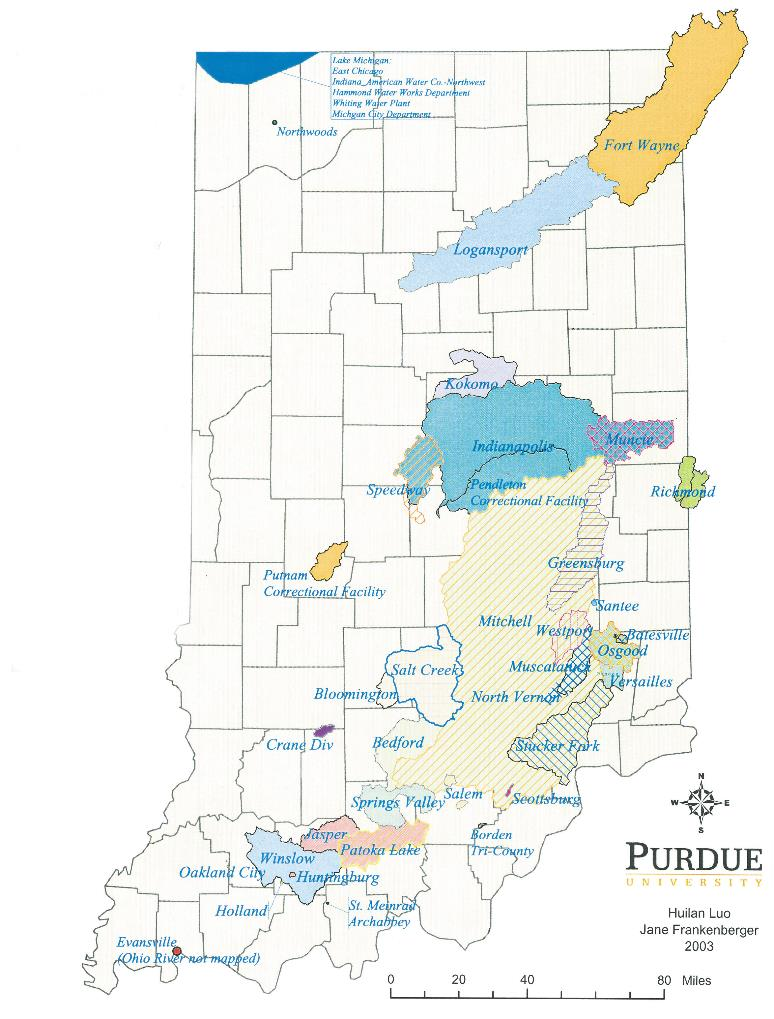 Lake Michigan:
East Chicago
Indiana_American Water Co.-Northwest
Hammond Water Works Department
Whiting Water Plant
Michgan City Department
Northwoods
Fort Wayne
Logansport
Kokomo
Indianapolis
Muncie
Speedway
Pendleton
Correctional Facility
Richmond
Greensburg
Putnam
Correctional Facility
Santee
Mitchell
Westport
Batesville
Osgood
Salt Creek
Muscatatuck
Versailles
Bloomington
North Vernon
Crane Div
Bedford
Stucker Fork
Springs Valley
Salem
Scottsburg
Jasper
Borden
Tri-County
Patoka Lake
Winslow
Oakland City
Huntingburg
Holland
St. Meinrad
Archabbey
Evansville
(Ohio River not mapped)
N
W E
S
PURDUE
UNIVERSITY
Huilan Luo
Jane Frankenberger
2003
0 20 40 60 80 Miles